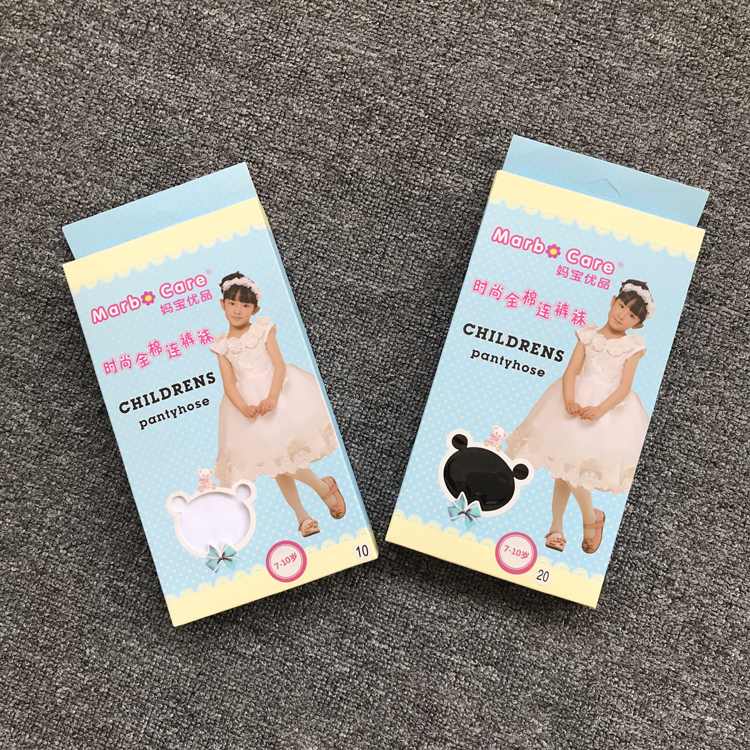 Marbo Care®
妈宝优品
时尚全棉连裤袜
CHILDRENS
pantyhose
7-10岁
10
Marbo Care®
妈宝优品
时尚全棉连裤袜
CHILDRENS
pantyhose
7-10岁
20